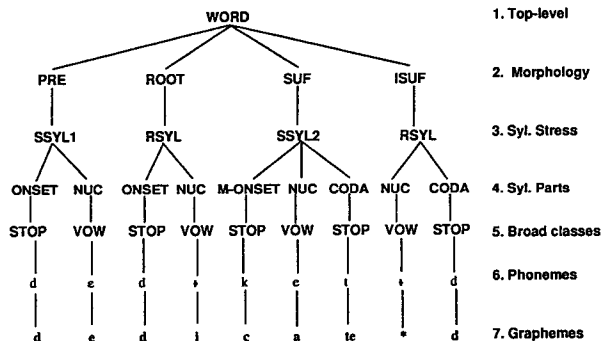 WORD 1. Top-level
PRE ROOT SUF ISUF 2. Morphology
SSYL1 RSYL SSYL2 RSYL 3. Syl. Stress
ONSET NUC ONSET NUC M-ONSET NUC CODA NUC CODA 4. Syl. Parts
STOP VOW STOP VOW STOP VOW STOP VOW STOP 5. Broad classes
d ɛ d ɨ k e t ɨ d 6. Phonemes
d e d i c a te * d 7. Graphemes